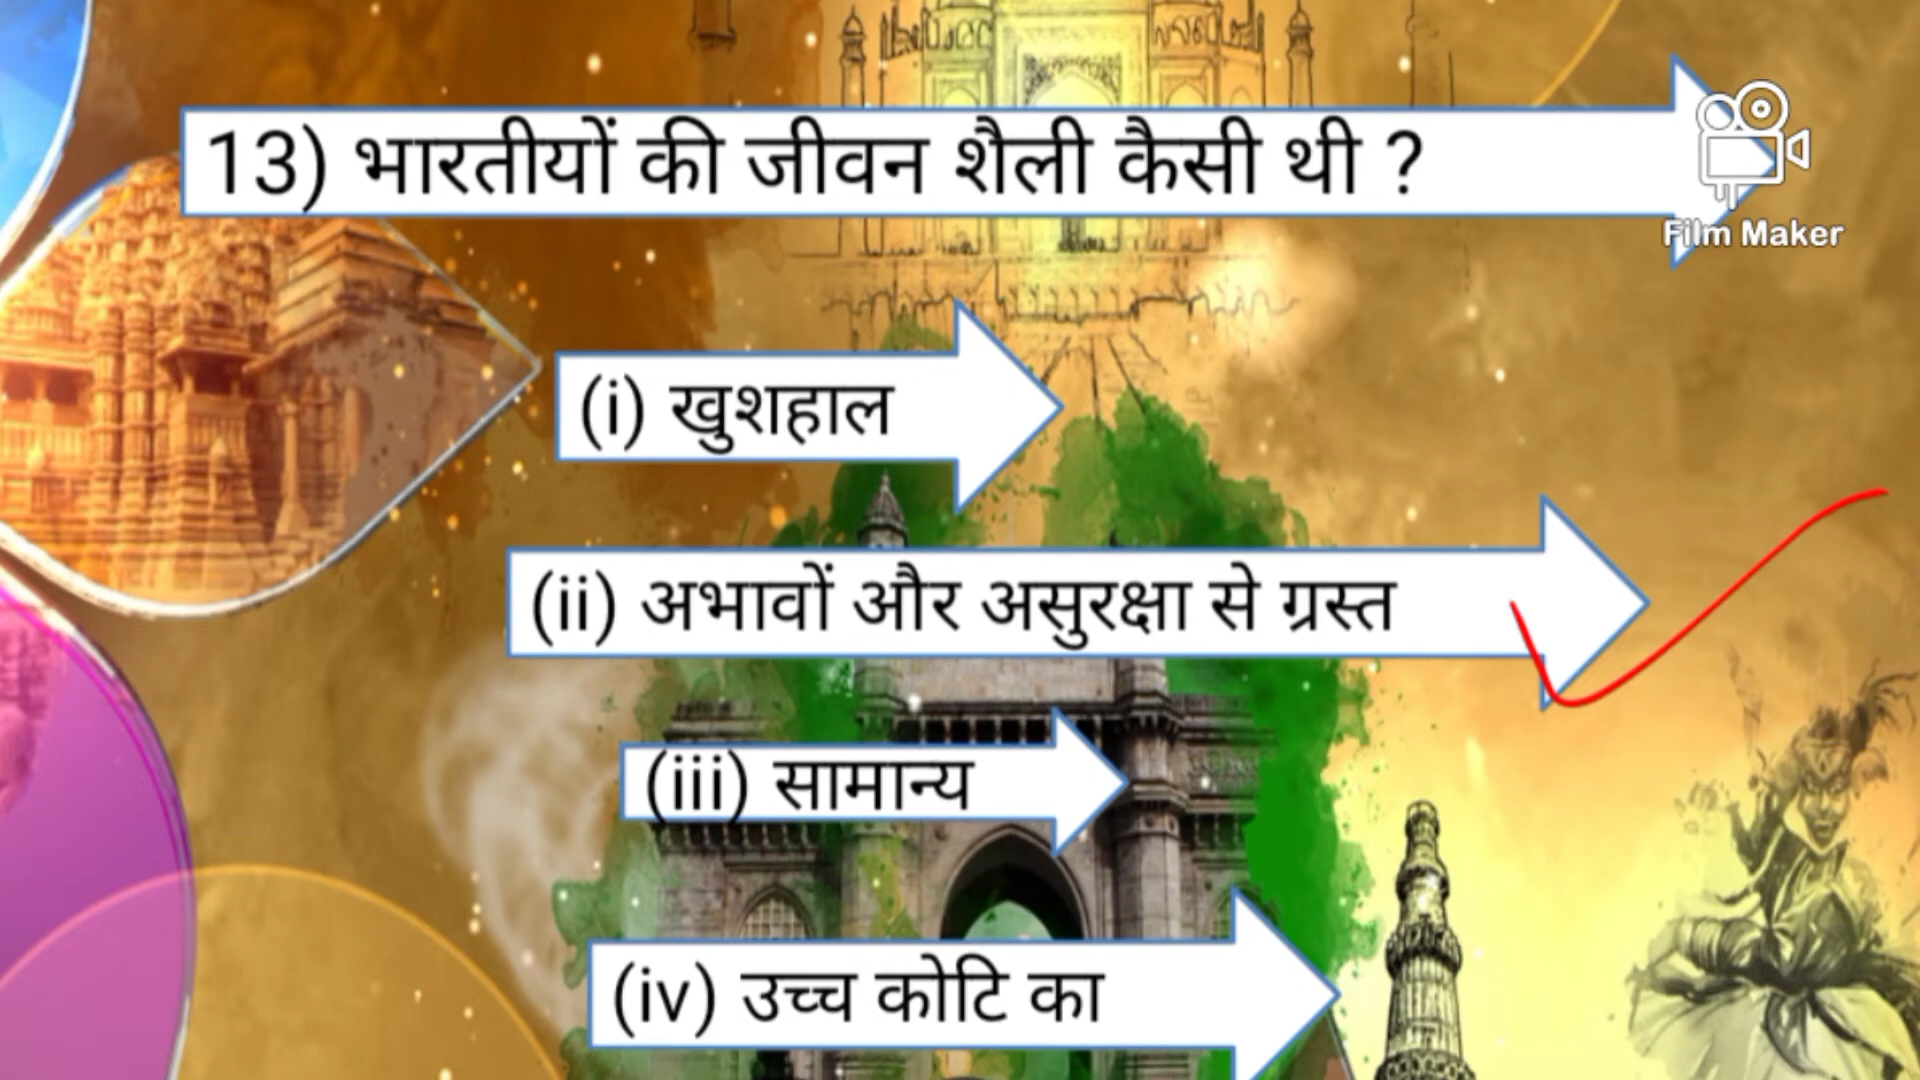 13) भारतीयों की जीवन शैली कैसी थी ?
Film Maker
(i) खुशहाल
(ii) अभावों और असुरक्षा से ग्रस्त
(iii) सामान्य
(iv) उच्च कोटि का